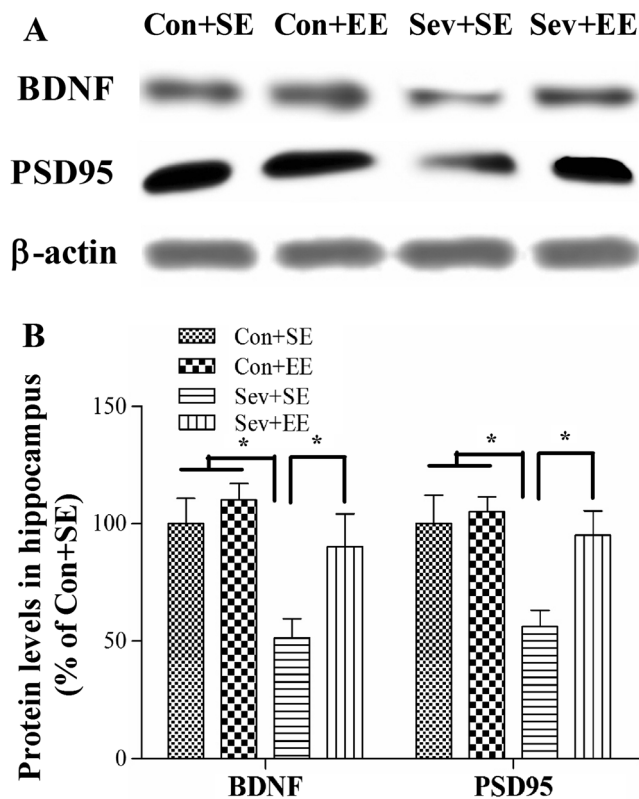 A
Con+SE Con+EE Sev+SE Sev+EE
BDNF
PSD95
β-actin
B
Con+SE
Con+EE
Sev+SE
Sev+EE
Protein levels in hippocampus
(% of Con+SE)
150
100
50
0
* * * *
BDNF PSD95